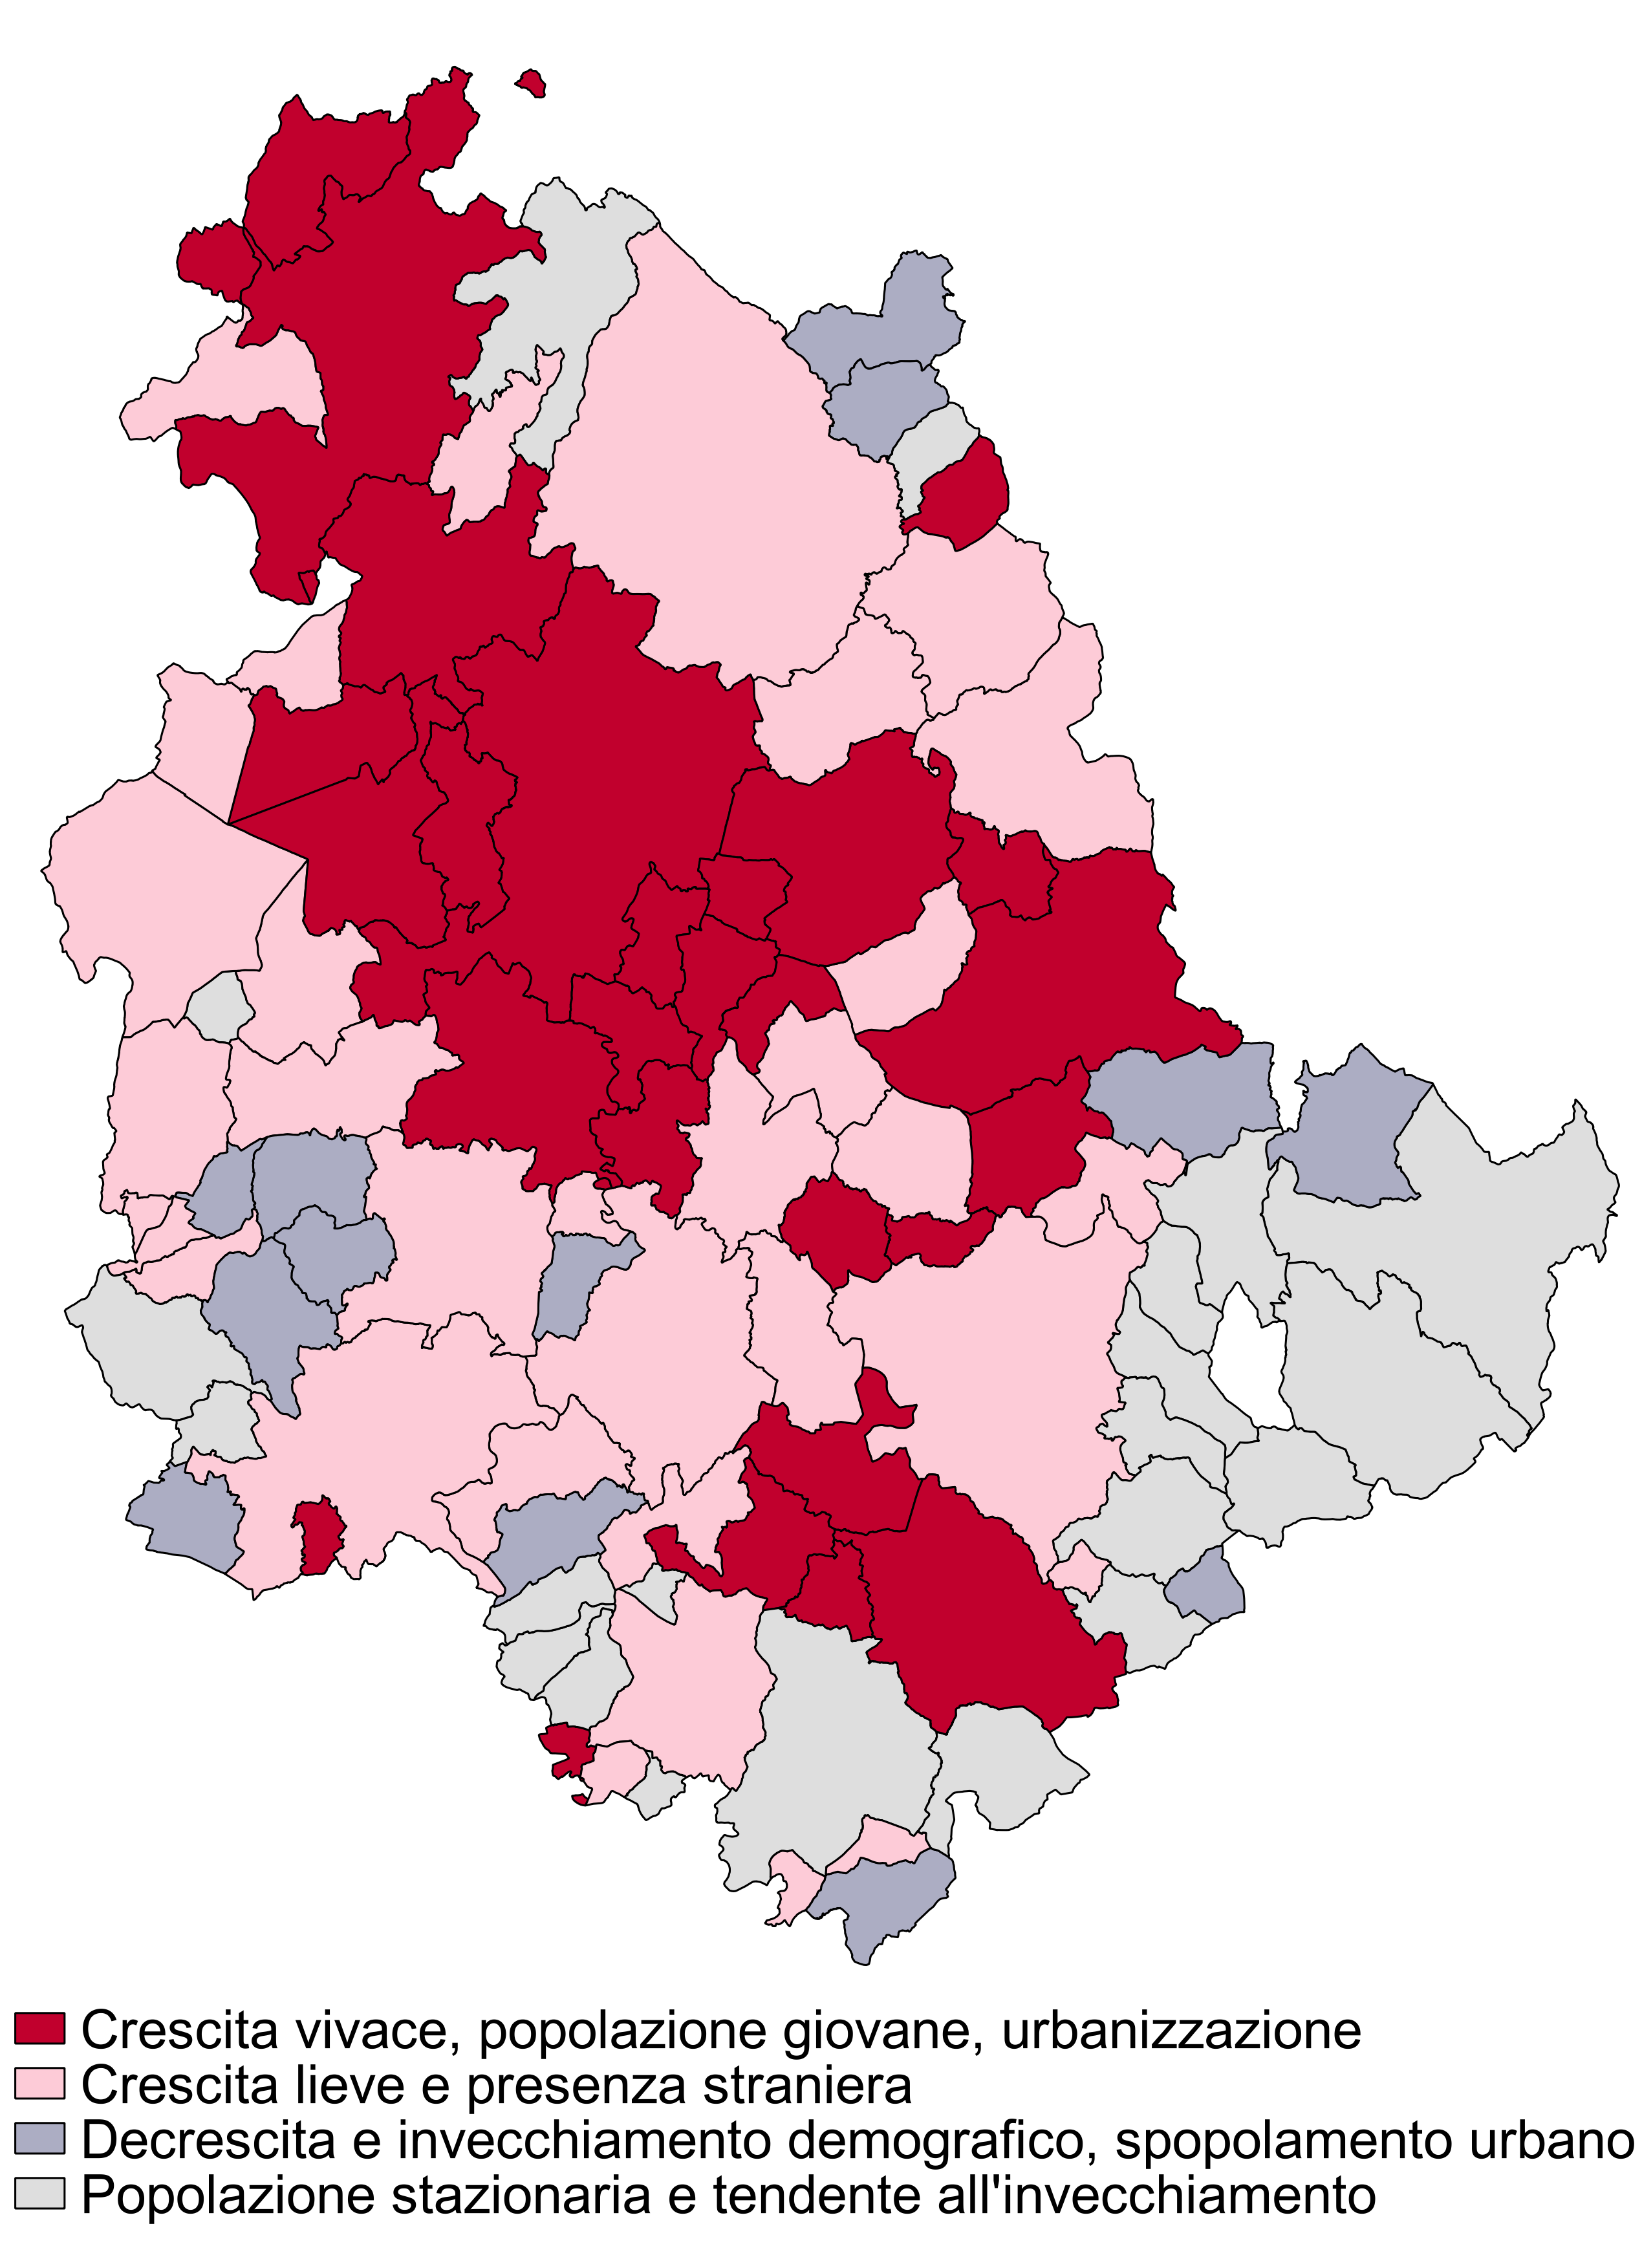 Crescita vivace, popolazione giovane, urbanizzazione
Crescita lieve e presenza straniera
Decrescita e invecchiamento demografico, spopolamento urbano
Popolazione stazionaria e tendente all'invecchiamento